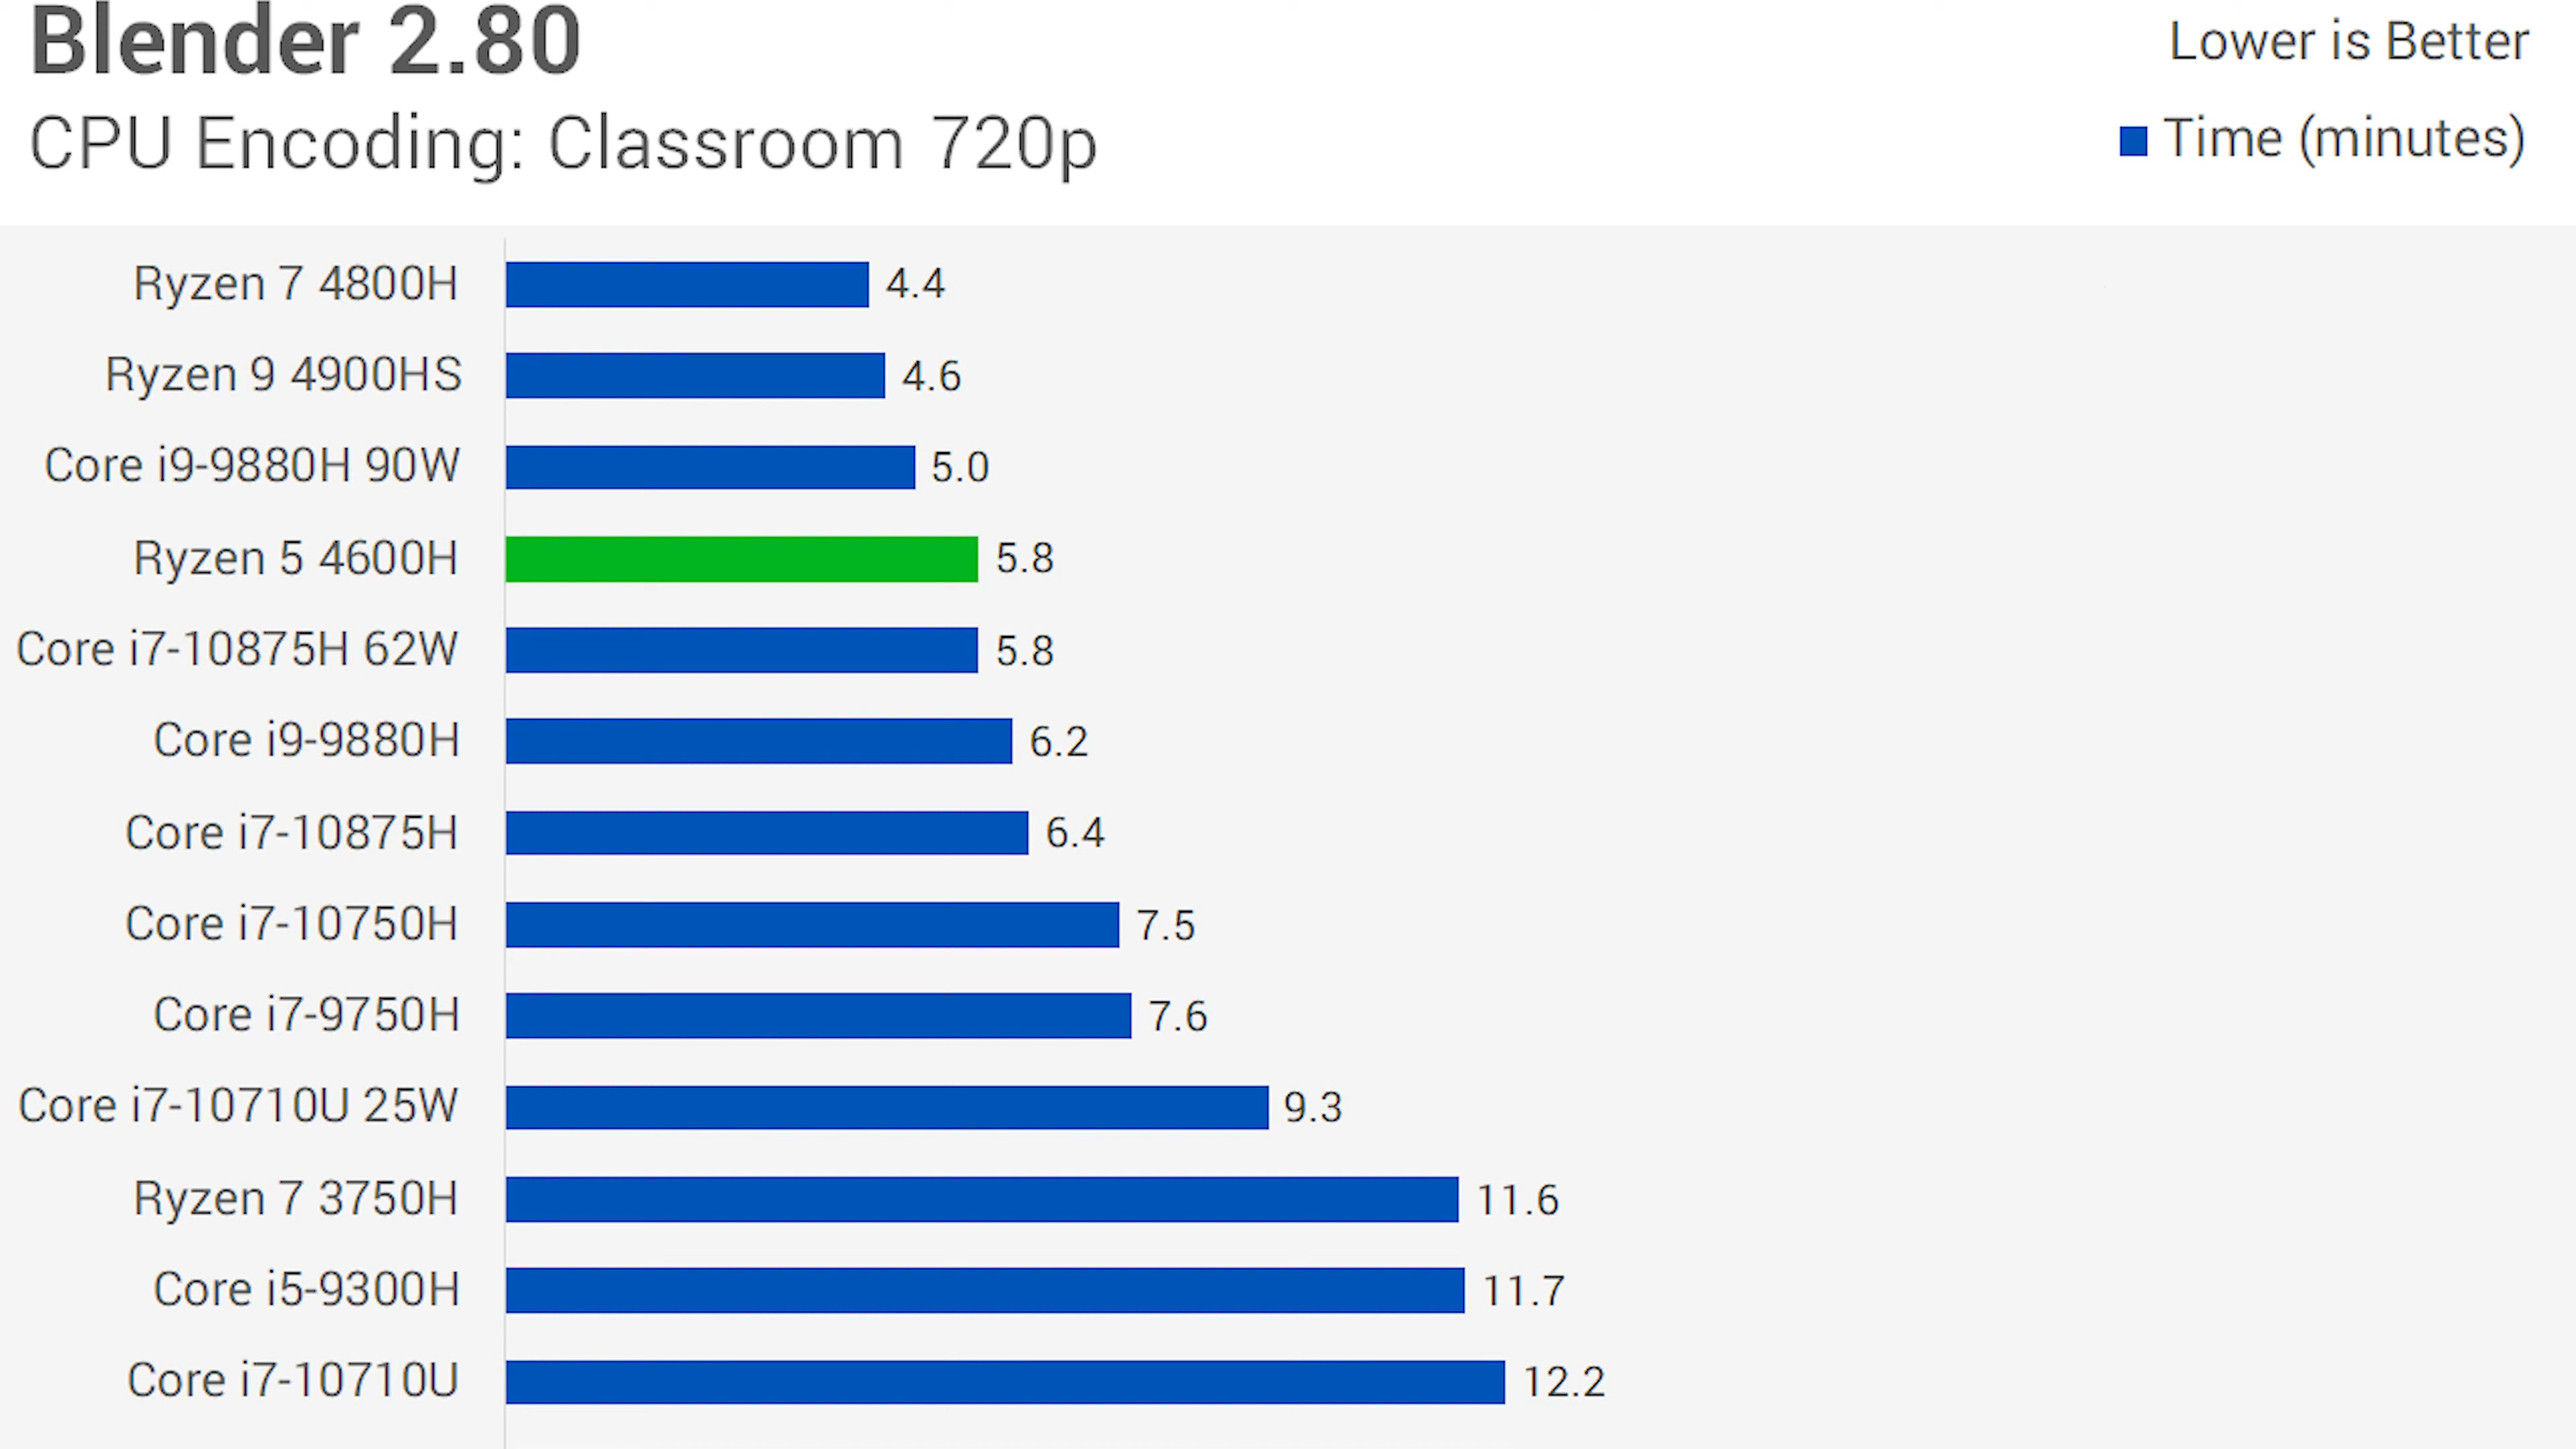 Blender 2.80
Lower is Better
CPU Encoding: Classroom 720p
Time (minutes)
Ryzen 7 4800H 4.4
Ryzen 9 4900HS 4.6
Core i9-9880H 90W 5.0
Ryzen 5 4600H 5.8
Core i7-10875H 62W 5.8
Core i9-9880H 6.2
Core i7-10875H 6.4
Core i7-10750H 7.5
Core i7-9750H 7.6
Core i7-10710U 25W 9.3
Ryzen 7 3750H 11.6
Core i5-9300H 11.7
Core i7-10710U 12.2